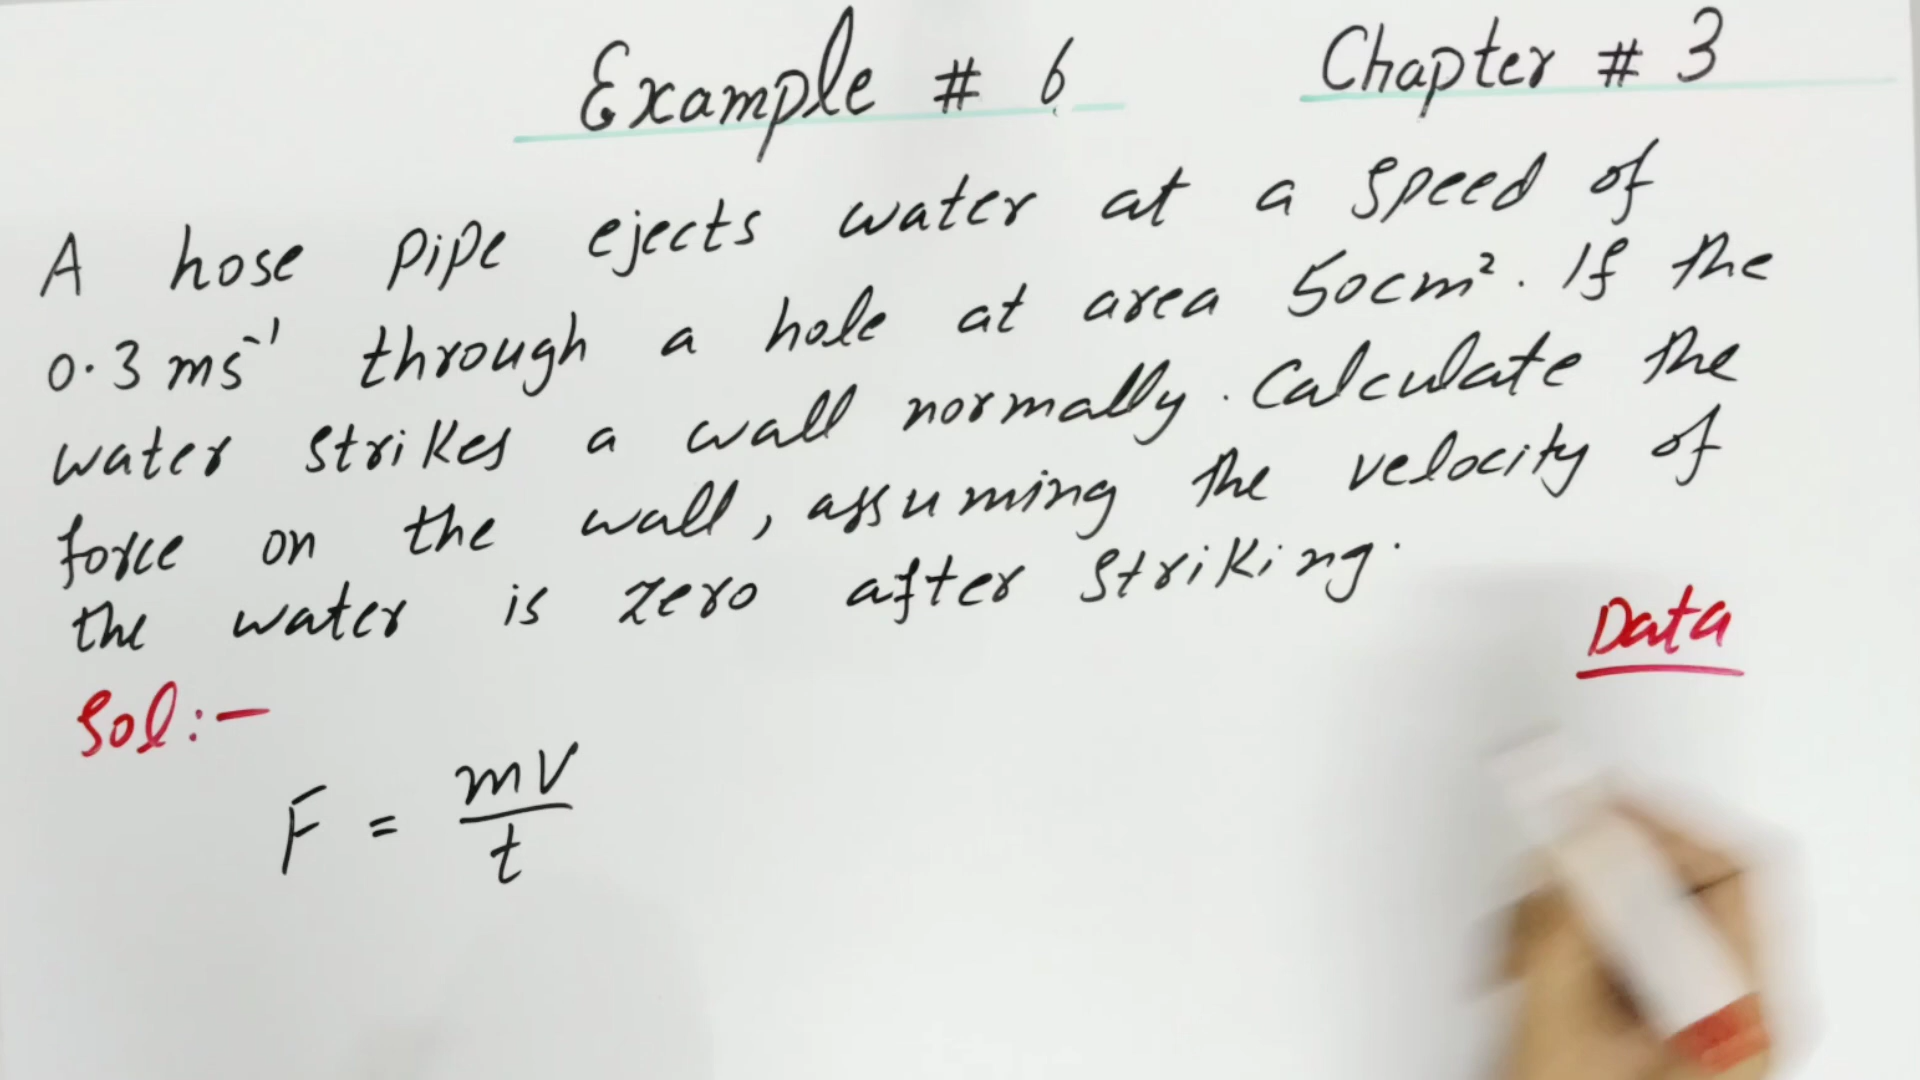 Example # 6 Chapter # 3
A hose pipe ejects water at a speed of
0.3 ms⁻¹ through a hole at area 50cm². If the
water strikes a wall normally. Calculate the
force on the wall, assuming the velocity of
the water is zero after striking.
Data
Sol:-
F = mV/t